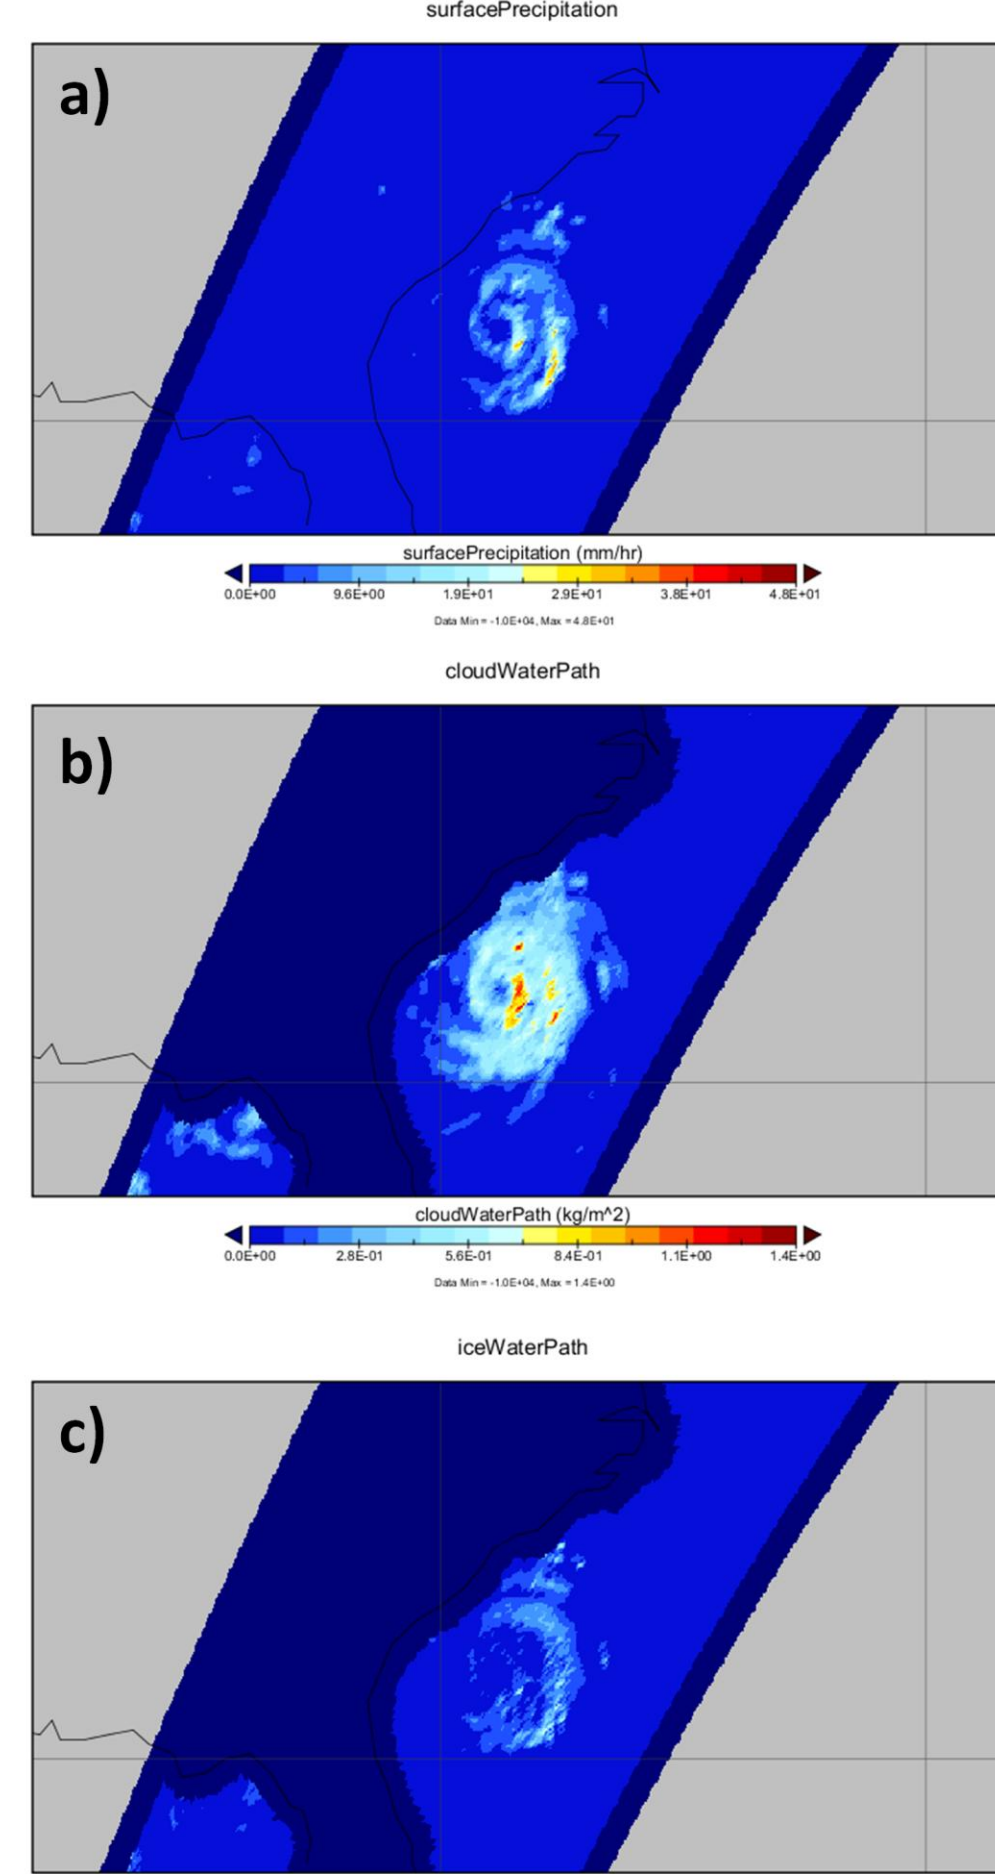 surfacePrecipitation
a)
surfacePrecipitation (mm/hr)
0.0E+00 9.6E+00 1.9E+01 2.9E+01 3.8E+01 4.8E+01
Data Min = -1.0E+04, Max = 4.8E+01
cloudWaterPath
b)
cloudWaterPath (kg/m^2)
0.0E+00 2.8E-01 5.6E-01 8.4E-01 1.1E+00 1.4E+00
Data Min = -1.0E+04, Max = 1.4E+00
iceWaterPath
c)